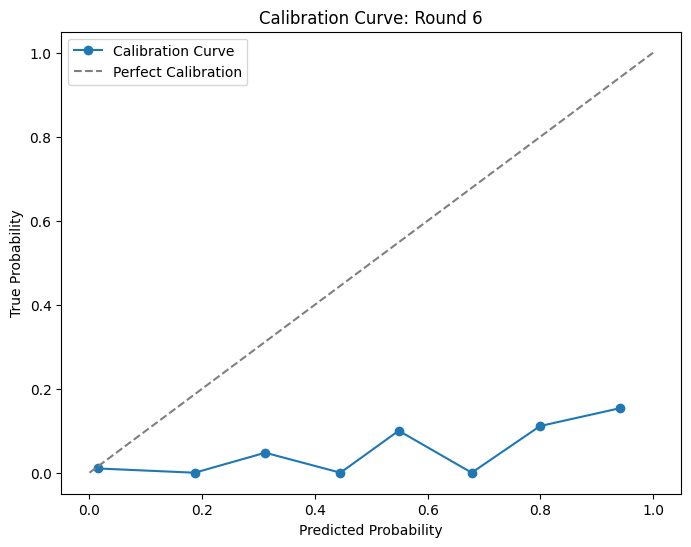 Calibration Curve: Round 6
Calibration Curve
Perfect Calibration
1.0
0.8
0.6
0.4
0.2
0.0
True Probability
0.0 0.2 0.4 0.6 0.8 1.0
Predicted Probability